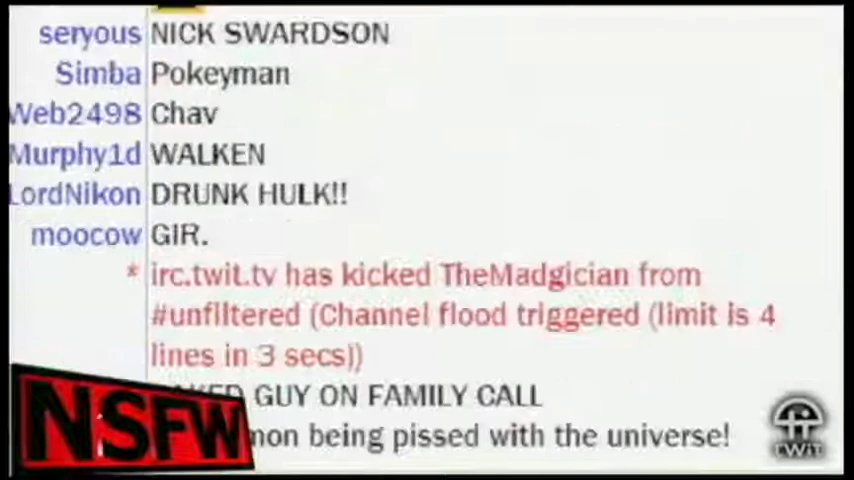 seryous NICK SWARDSON
Simba Pokeyman
Web2498 Chav
Murphy1d WALKEN
LordNikon DRUNK HULK!!
moocow GIR.
* irc.twit.tv has kicked TheMadgician from
#unfiltered (Channel flood triggered (limit is 4
lines in 3 secs))
GUY ON FAMILY CALL
being pissed with the universe!
NSFW
TWiT